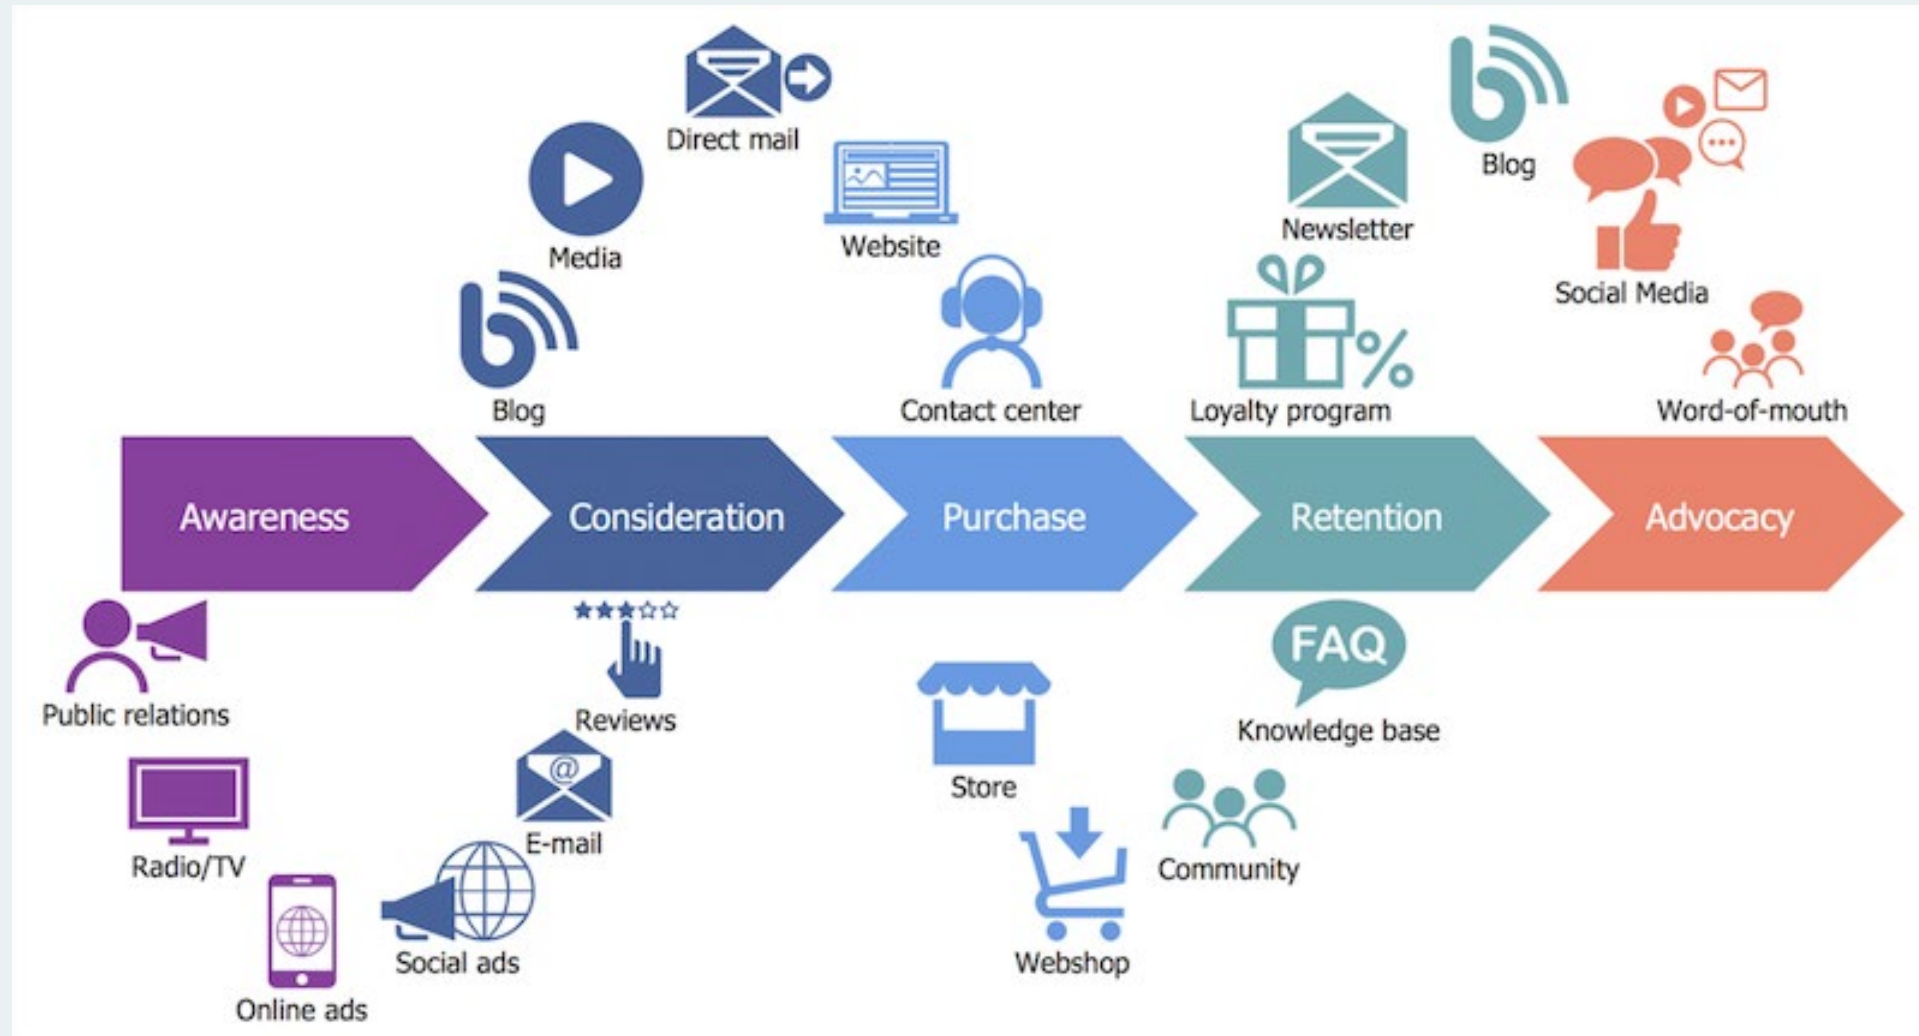 Direct mail
Media
Website
Blog
Contact center
Newsletter
Blog
Social Media
Loyalty program
%
Word-of-mouth
Awareness
Consideration
Purchase
Retention
Advocacy
Public relations
Radio/TV
Online ads
Reviews
@
E-mail
Social ads
Store
Webshop
FAQ
Knowledge base
Community